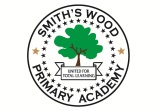 SMITH'S WOOD
UNITED FOR
TOTAL LEARNING
PRIMARY ACADEMY